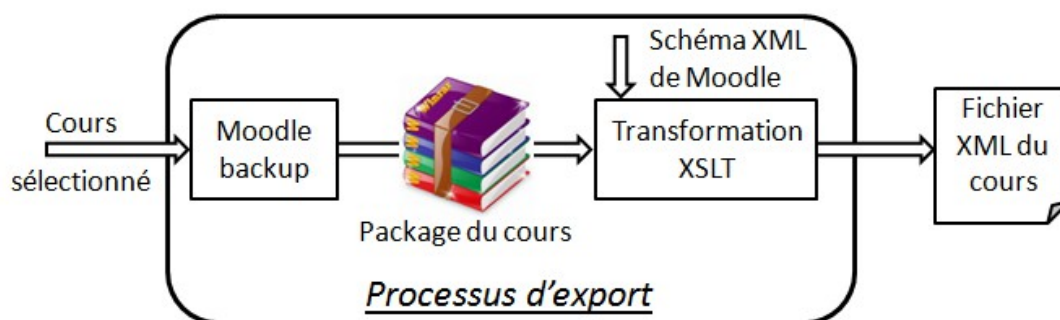 Cours
sélectionné
Moodle
backup
Winrar
Package du cours
Schéma XML
de Moodle
Transformation
XSLT
Fichier
XML du
cours
Processus d'export